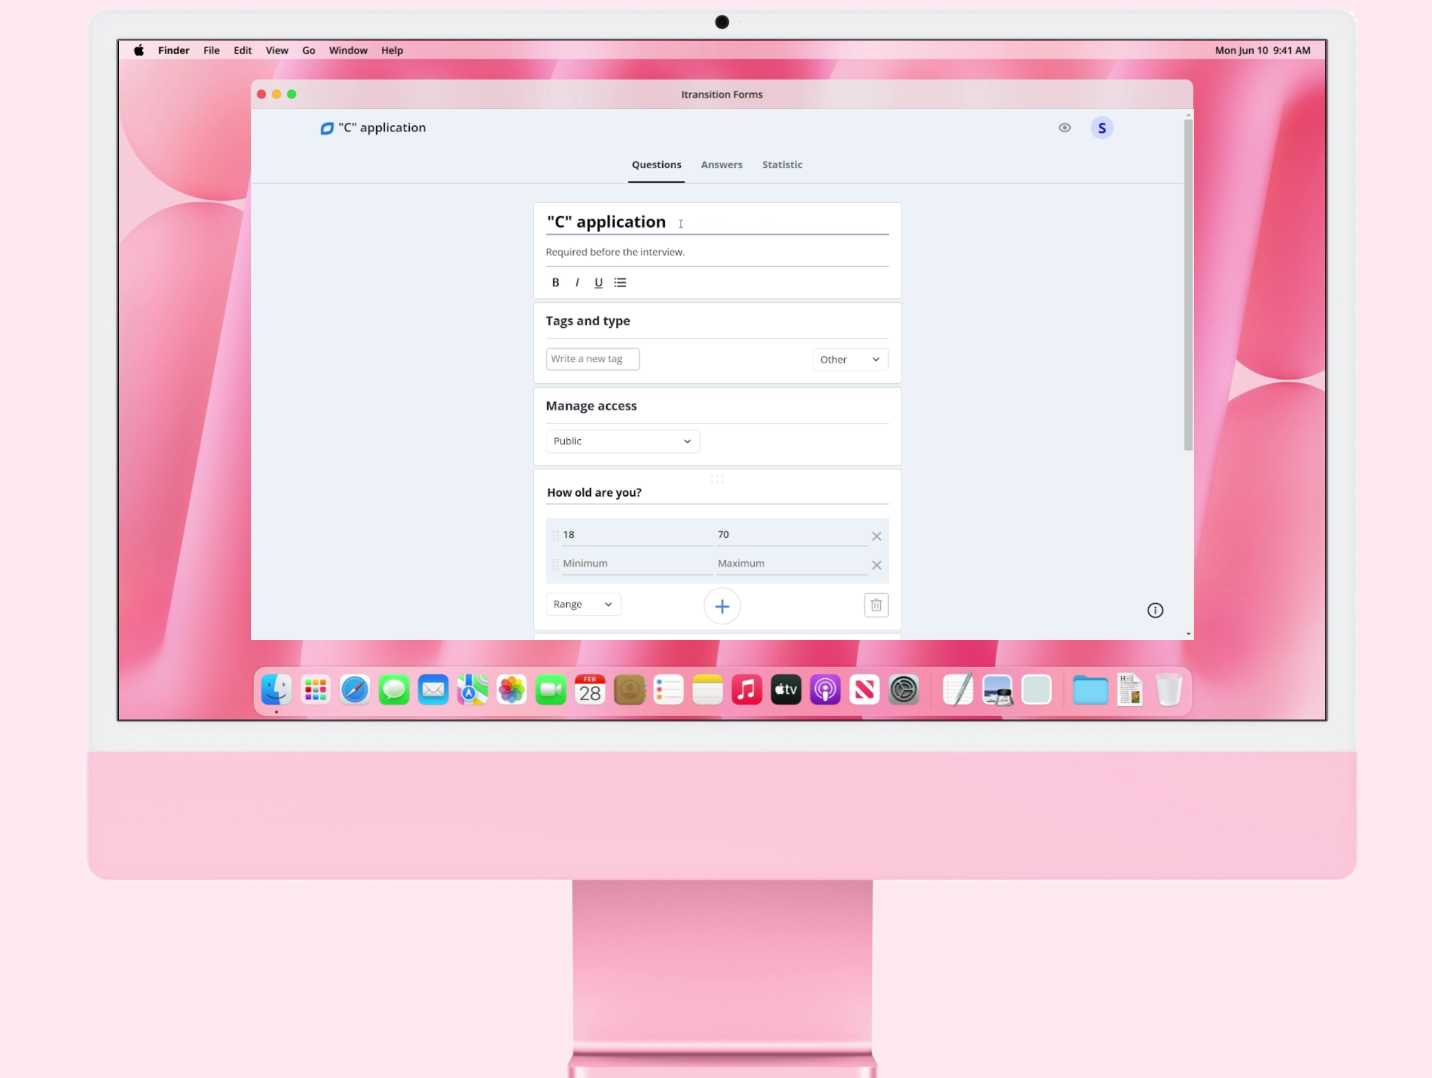 Finder File Edit View Go Window Help Mon Jun 10 9:41 AM
Itransition Forms
"C" application S
Questions Answers Statistic
"C" application
Required before the interview.
B I U
Tags and type
Write a new tag Other
Manage access
Public
How old are you?
18 70
Minimum Maximum
Range
FEB
28
tv